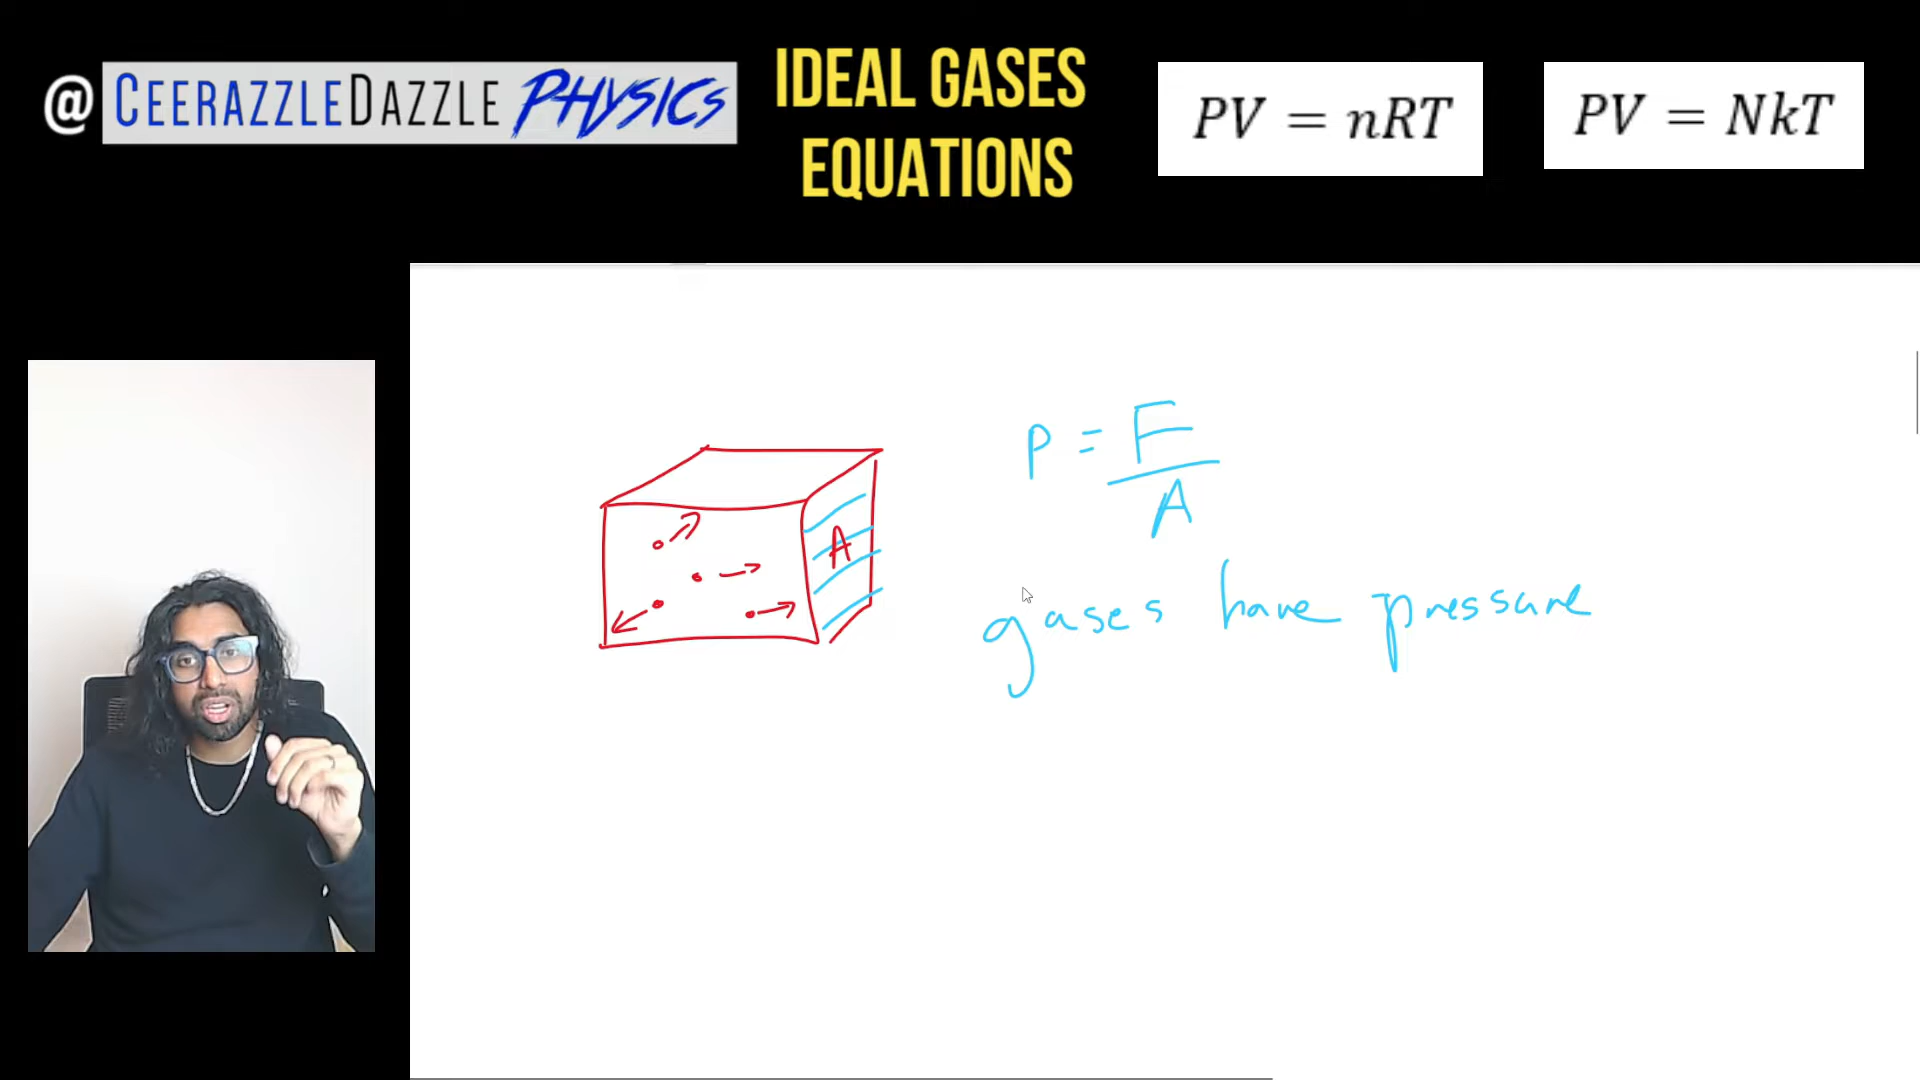 @ CEERAZZLEDAZZLE PHYSICS
IDEAL GASES
EQUATIONS
PV = nRT
PV = NkT
P = F
A
A
gases have pressure